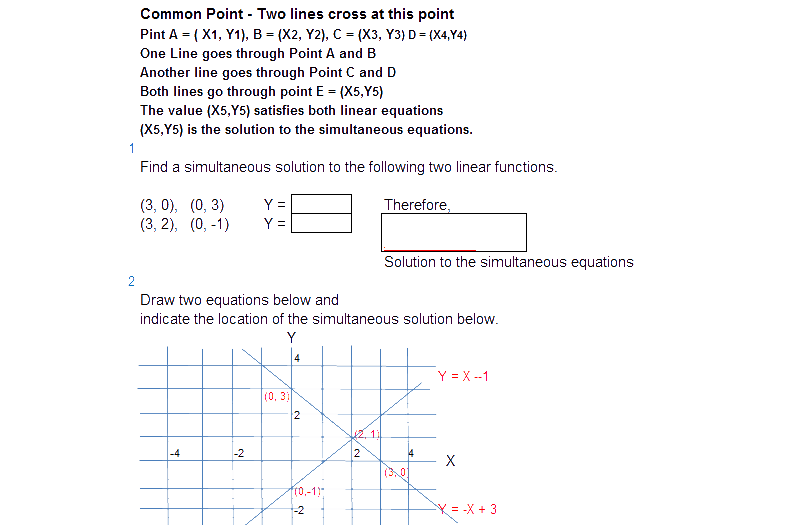 Common Point - Two lines cross at this point
Pint A = ( X1, Y1), B = (X2, Y2), C = (X3, Y3) D = (X4,Y4)
One Line goes through Point A and B
Another line goes through Point C and D
Both lines go through point E = (X5,Y5)
The value (X5,Y5) satisfies both linear equations
(X5,Y5) is the solution to the simultaneous equations.
1
Find a simultaneous solution to the following two linear functions.
(3, 0), (0, 3) Y = Therefore,
(3, 2), (0, -1) Y =
Solution to the simultaneous equations
2
Draw two equations below and
indicate the location of the simultaneous solution below.
Y
4
Y = X --1
(0, 3)
2
(2, 1)
-4 -2 2 4 X
(3, 0)
(0,-1)
-2 Y = -X + 3